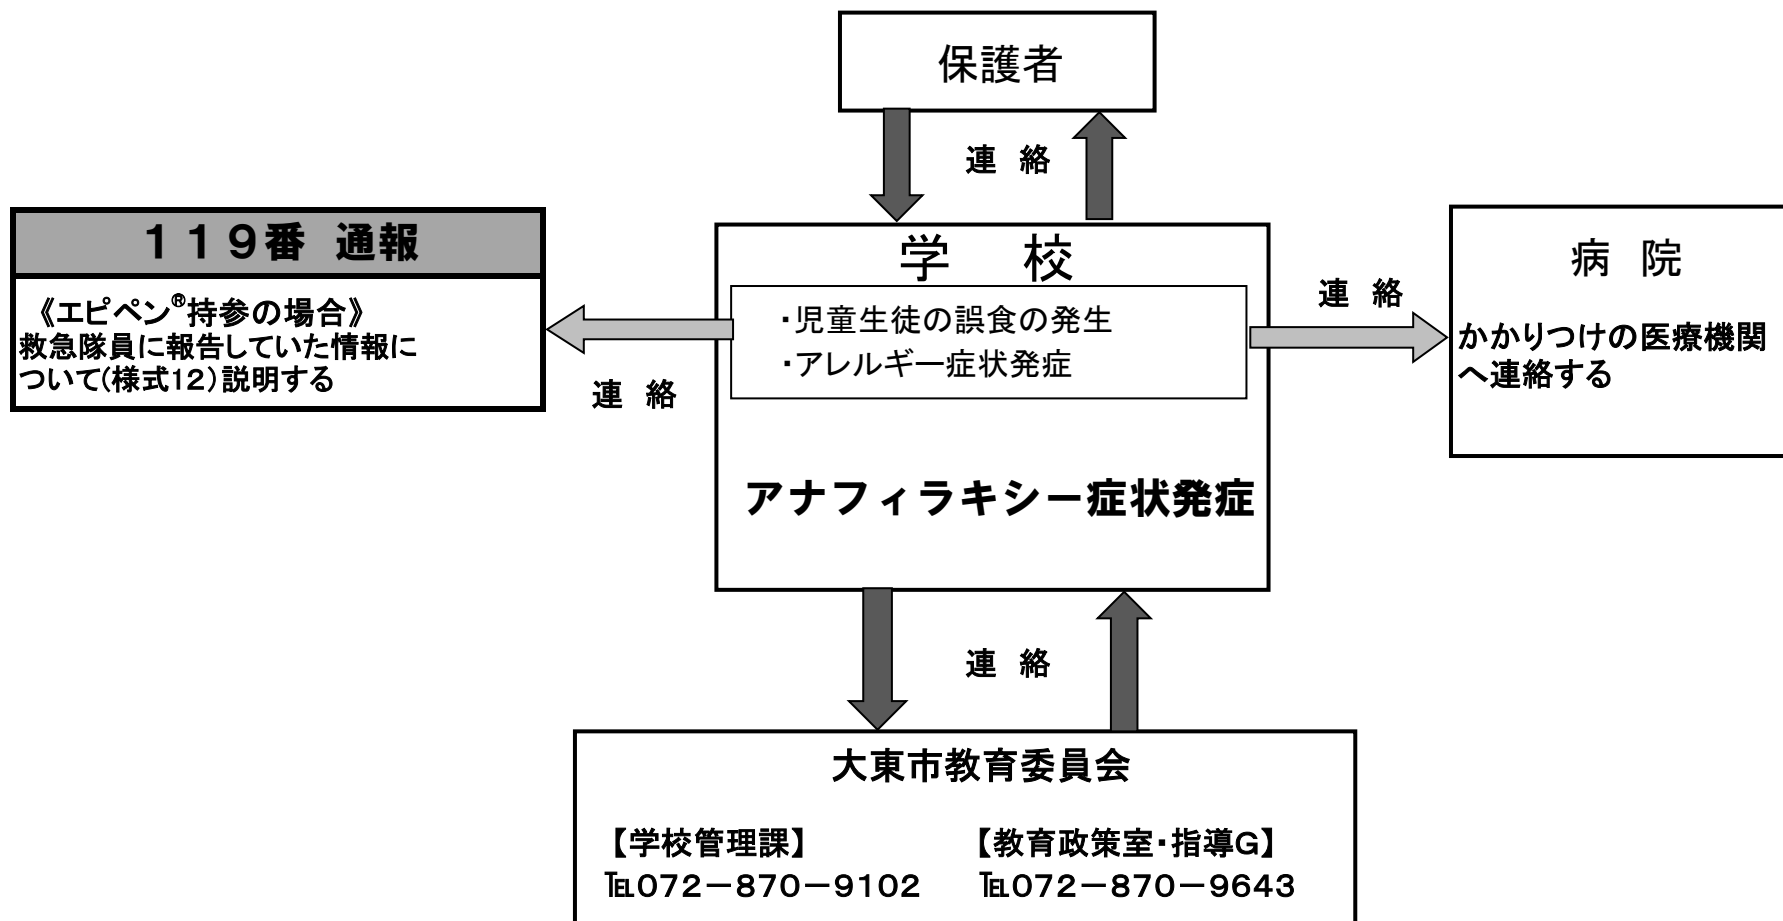 保護者
連 絡
119番 通報
《エピペン®持参の場合》
救急隊員に報告していた情報に
ついて(様式12)説明する
連 絡
学 校
・児童生徒の誤食の発生
・アレルギー症状発症
アナフィラキシー症状発症
連 絡
病 院
かかりつけの医療機関
へ連絡する
連 絡
大東市教育委員会
【学校管理課】 【教育政策室・指導G】
℡072-870-9102 ℡072-870-9643